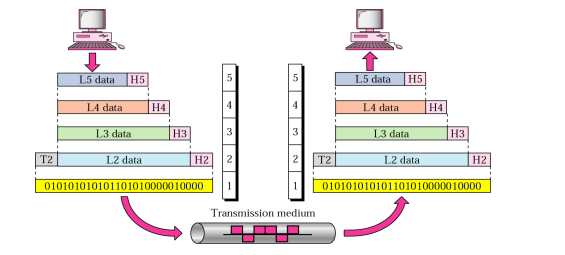 L5 data H5 5 5 L5 data H5
L4 data H4 4 4 L4 data H4
L3 data H3 3 3 L3 data H3
T2 L2 data H2 2 2 T2 L2 data H2
010101010101101010000010000 1 1 010101010101101010000010000
Transmission medium